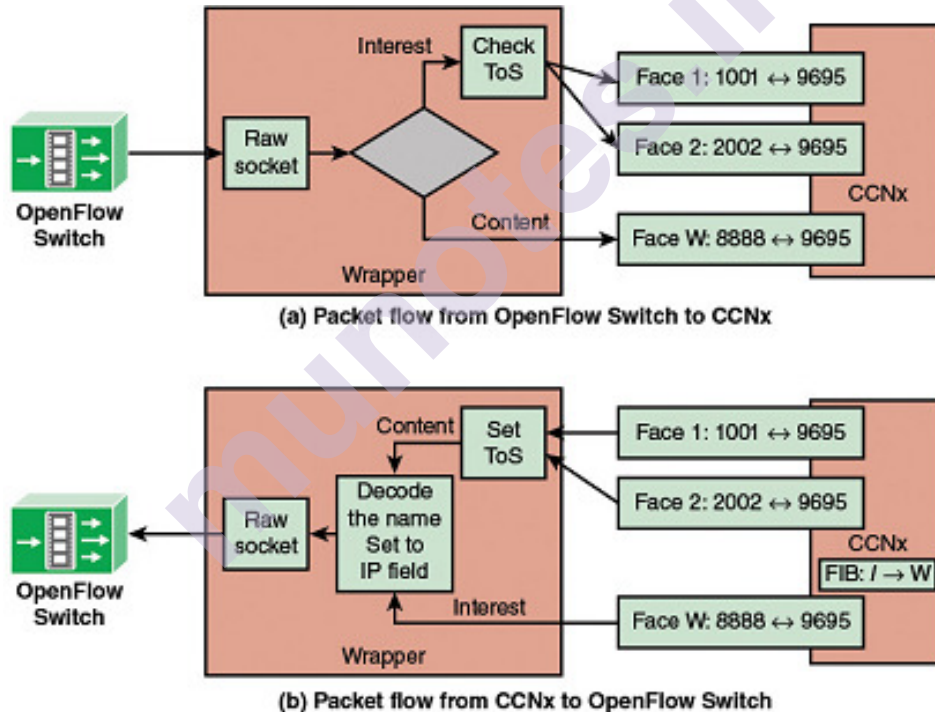 Interest
Check
ToS
Face 1: 1001 ↔ 9695
Raw
socket
Face 2: 2002 ↔ 9695
CCNx
OpenFlow
Switch
Content
Face W: 8888 ↔ 9695
Wrapper
(a) Packet flow from OpenFlow Switch to CCNx
Content
Set
ToS
Face 1: 1001 ↔ 9695
Decode
the name
Set to
IP field
Raw
socket
Face 2: 2002 ↔ 9695
CCNx
FIB: / → W
OpenFlow
Switch
Interest
Face W: 8888 ↔ 9695
Wrapper
(b) Packet flow from CCNx to OpenFlow Switch